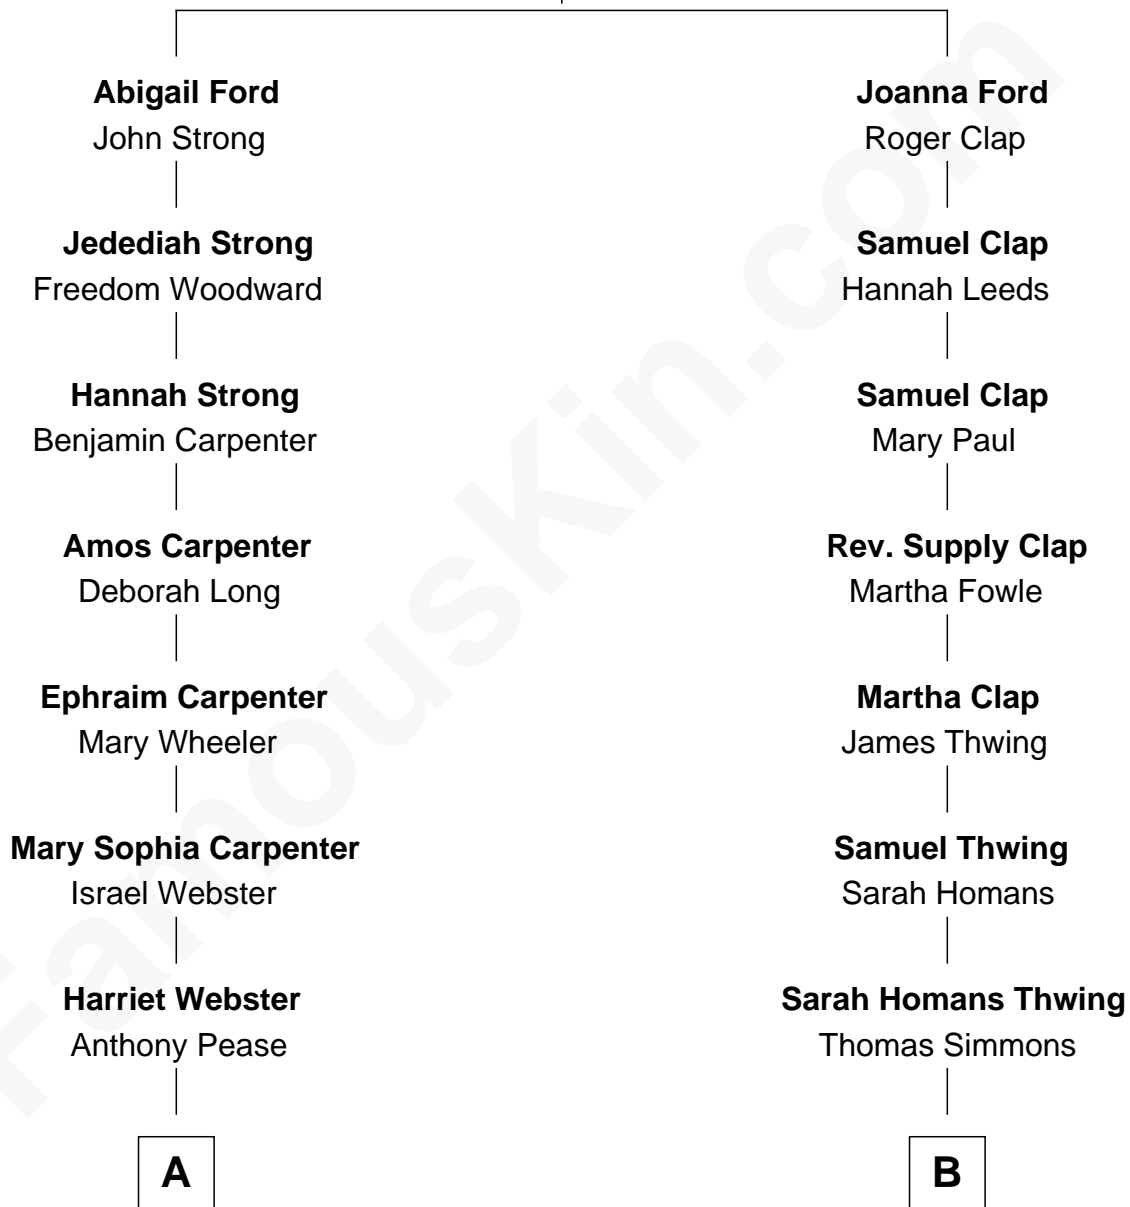 Abigail Ford
John Strong
Jedediah Strong
Freedom Woodward
Hannah Strong
Benjamin Carpenter
Amos Carpenter
Deborah Long
Ephraim Carpenter
Mary Wheeler
Mary Sophia Carpenter
Israel Webster
Harriet Webster
Anthony Pease
A
Joanna Ford
Roger Clap
Samuel Clap
Hannah Leeds
Samuel Clap
Mary Paul
Rev. Supply Clap
Martha Fowle
Martha Clap
James Thwing
Samuel Thwing
Sarah Homans
Sarah Homans Thwing
Thomas Simmons
B
FamousKin.com